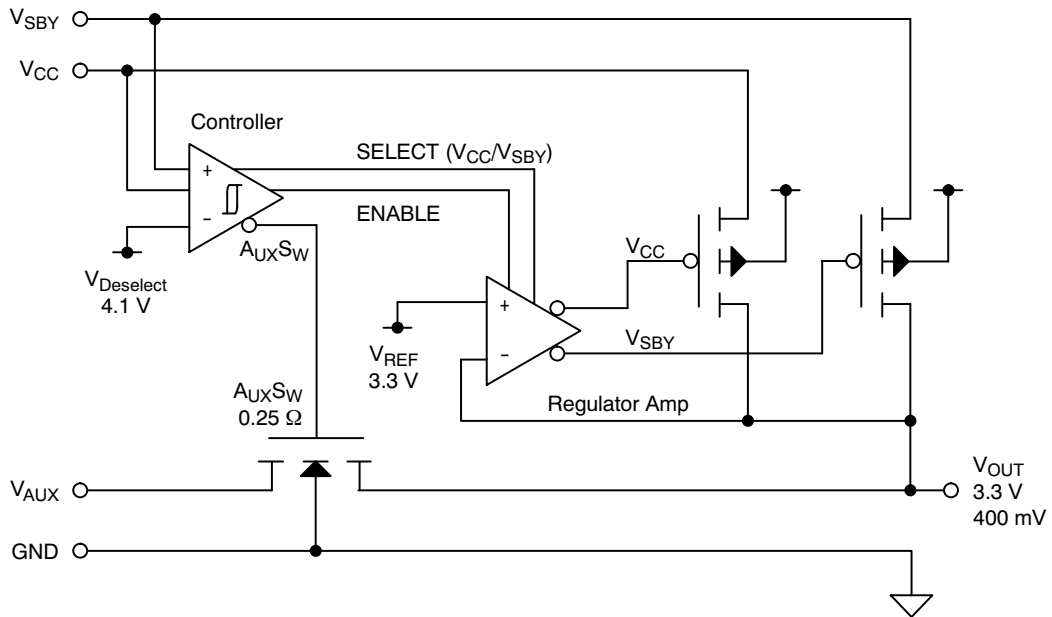 VSBY
VCC
Controller
+
−
SELECT (VCC/VSBY)
ENABLE
AUXSW
VDeselect
4.1 V
VCC
+
−
VREF
3.3 V
VSBY
Regulator Amp
AUXSW
0.25 Ω
VAUX
VOUT
3.3 V
400 mV
GND